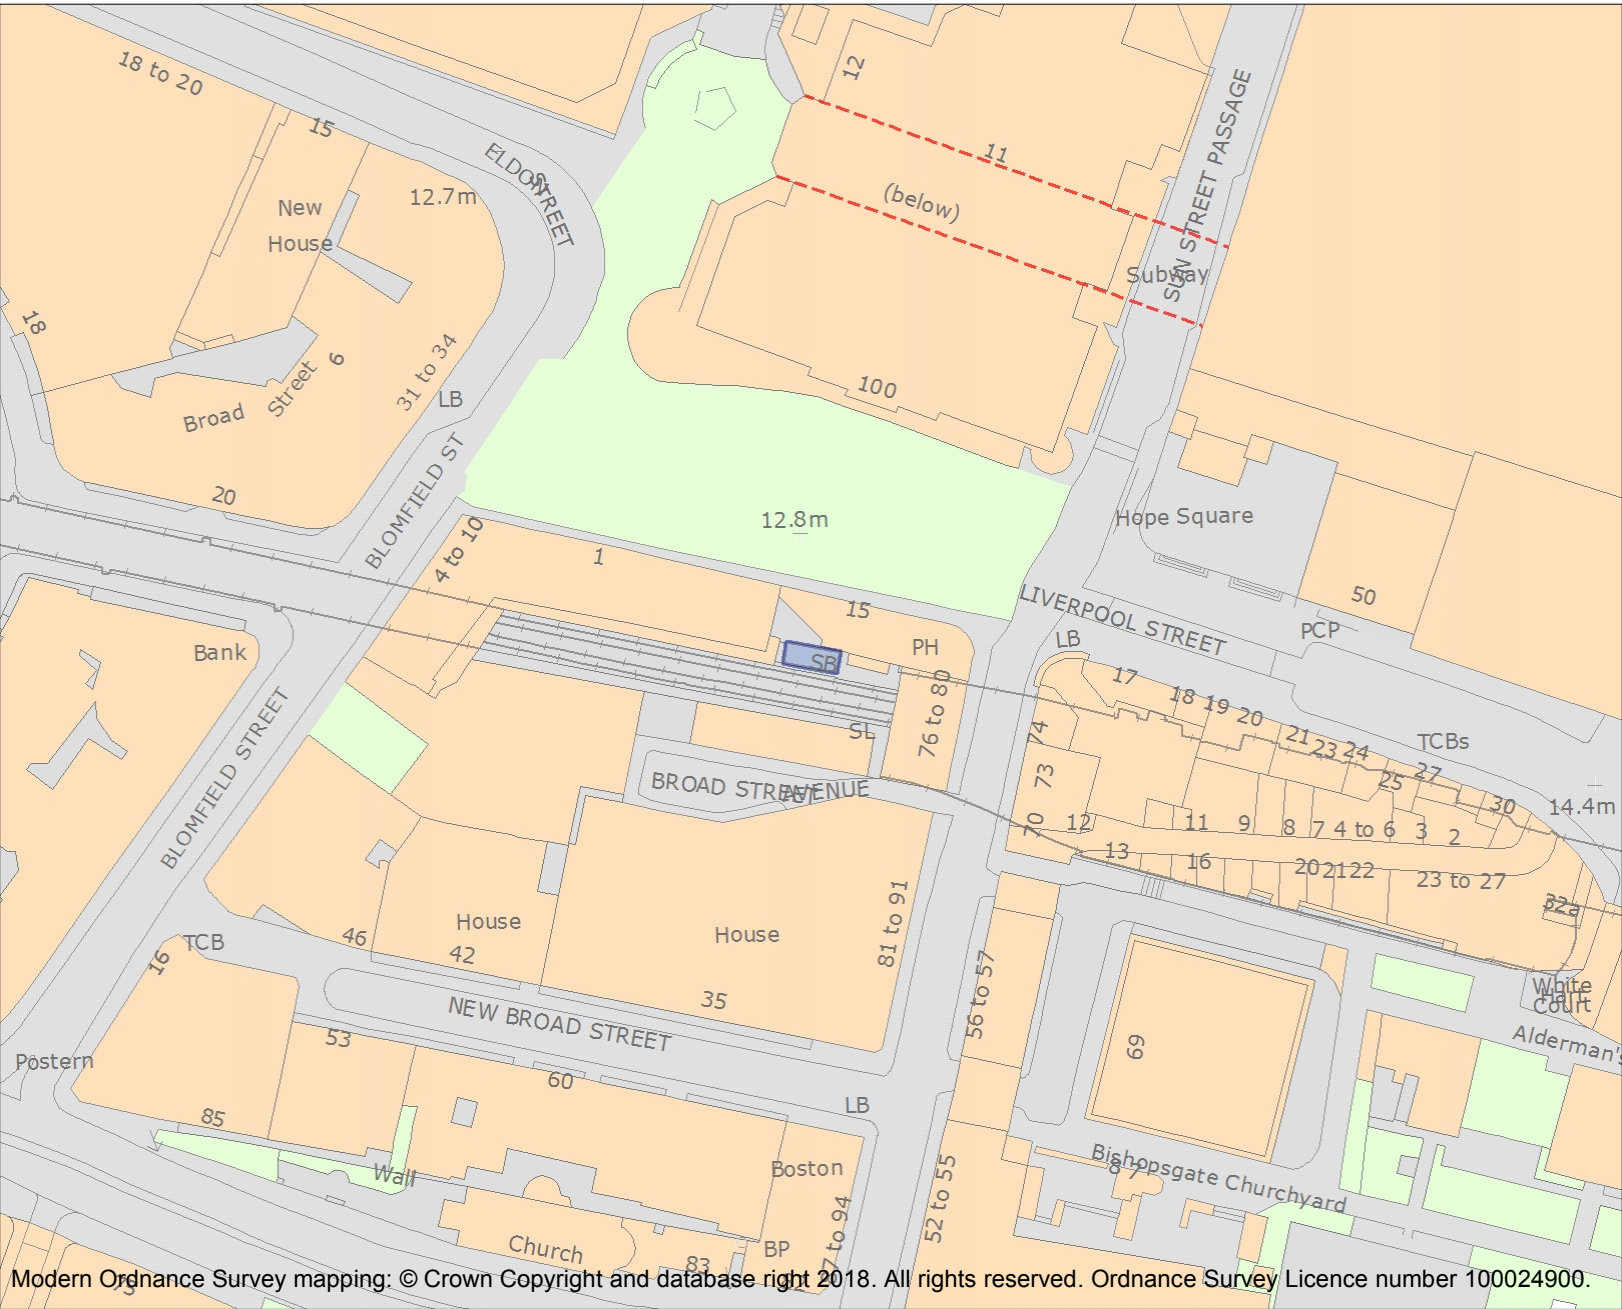 18 to 20
12
15
ELDON STREET
ST
12.7m
New
House
11
(below)
SUN STREET PASSAGE
Subway
18
6
Street
Broad
31 to 34
LB
100
20
BLOMFIELD ST
4 to 10
1
12.8m
Hope Square
50
15
LIVERPOOL STREET
PCP
LB
PH
SB
Bank
76 to 80
17
18
19
20
21
23
24
25
27
30
TCBs
14.4m
74
73
70
SL
BROAD STREET
AVENUE
BLOMFIELD STREET
12
11
9
8
7
4 to 6
3
2
13
16
20
21
22
23 to 27
32a
House
House
46
42
81 to 91
35
TCB
16
NEW BROAD STREET
56 to 57
69
White
Hart
Court
Alderman's
Postern
53
60
85
LB
Wall
Boston
Bishopsgate Churchyard
8
7
52 to 55
Church
83
BP
73
Modern Ordnance Survey mapping: © Crown Copyright and database right 2018. All rights reserved. Ordnance Survey Licence number 100024900.